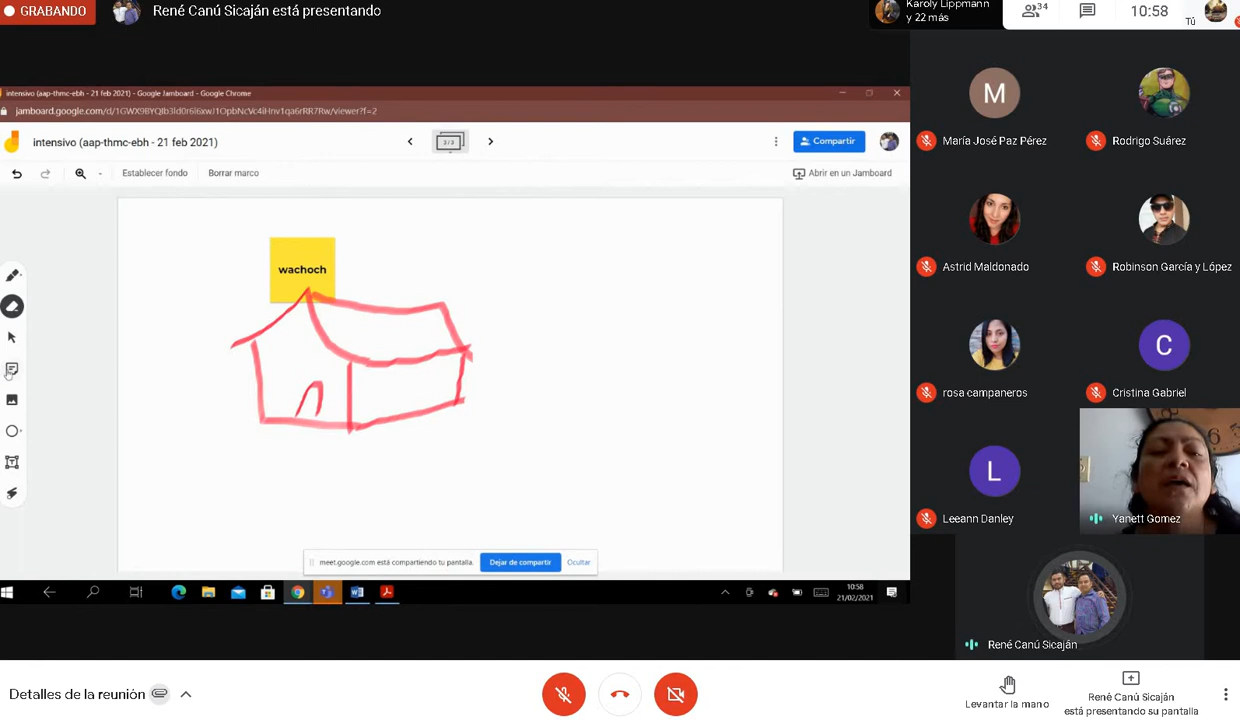 GRABANDO
René Canú Sicaján está presentando
Karoly Lippmann
y 22 más
34
10:58
Tú
intensivo (aap-thmc-ebh - 21 feb 2021) - Google Jamboard - Google Chrome
intensivo (aap-thmc-ebh - 21 feb 2021)
3/3
Compartir
Establecer fondo
Borrar marco
Abrir en un Jamboard
wachoch
M
María José Paz Pérez
Rodrigo Suárez
Astrid Maldonado
Robinson García y López
rosa campaneros
C
Cristina Gabriel
L
Leeann Danley
Yanett Gomez
René Canú Sicaján
meet.google.com está compartiendo tu pantalla.
Dejar de compartir
Ocultar
10:58
21/02/2021
Detalles de la reunión
Levantar la mano
René Canú Sicaján
está presentando su pantalla